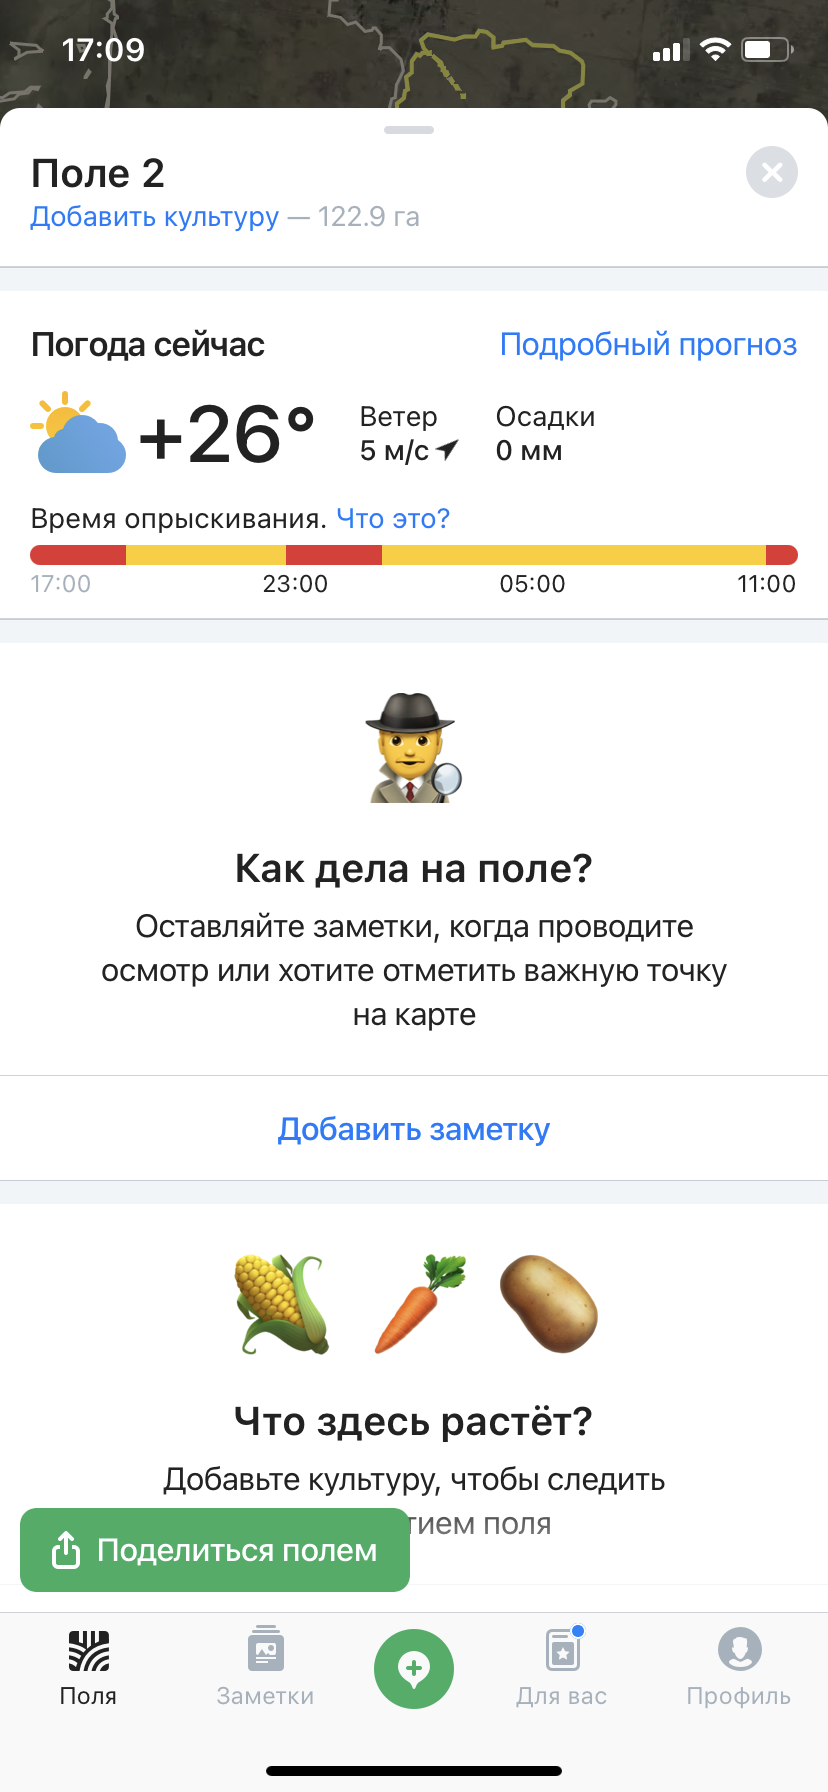 17:09
Поле 2
Добавить культуру — 122.9 га
Погода сейчас
Подробный прогноз
+26°
Ветер
5 м/с
Осадки
0 мм
Время опрыскивания. Что это?
17:00 23:00 05:00 11:00
Как дела на поле?
Оставляйте заметки, когда проводите
осмотр или хотите отметить важную точку
на карте
Добавить заметку
Что здесь растёт?
Добавьте культуру, чтобы следить
тием поля
Поделиться полем
Поля
Заметки
Для вас
Профиль